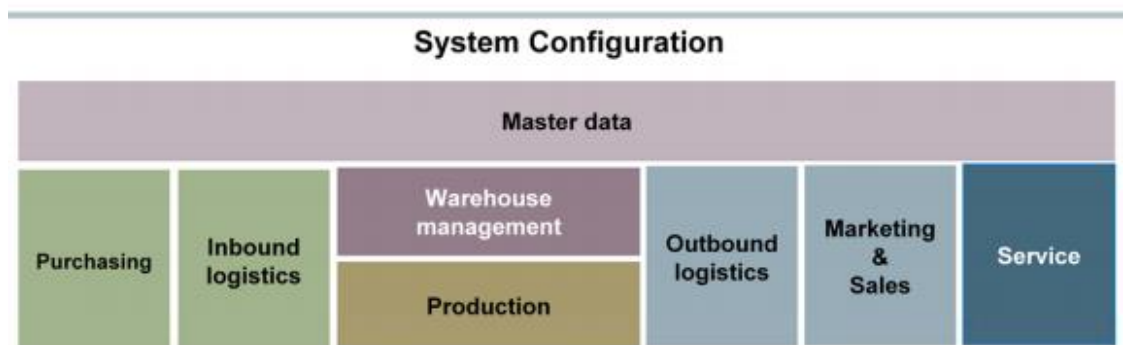 System Configuration
Master data
Purchasing
Inbound
logistics
Warehouse
management
Production
Outbound
logistics
Marketing
&
Sales
Service